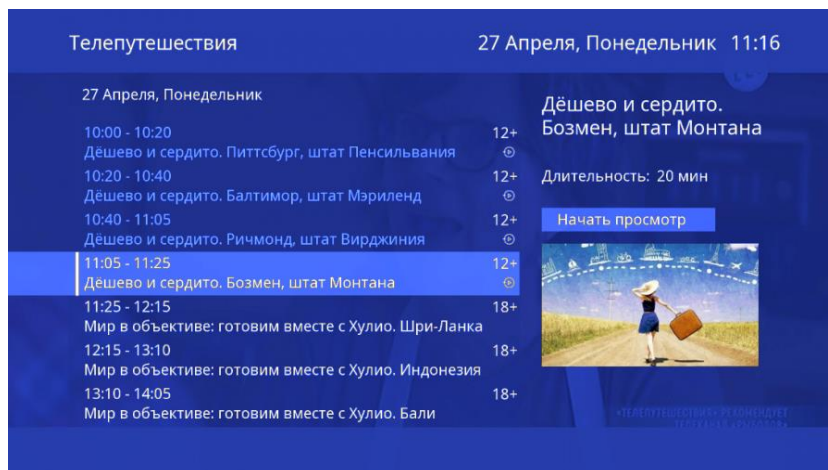 Телепутешествия
27 Апреля, Понедельник 11:16
27 Апреля, Понедельник
10:00 - 10:20 12+
Дёшево и сердито. Питтсбург, штат Пенсильвания
10:20 - 10:40 12+
Дёшево и сердито. Балтимор, штат Мэриленд
10:40 - 11:05 12+
Дёшево и сердито. Ричмонд, штат Вирджиния
11:05 - 11:25 12+
Дёшево и сердито. Бозмен, штат Монтана
11:25 - 12:15 18+
Мир в объективе: готовим вместе с Хулио. Шри-Ланка
12:15 - 13:10 18+
Мир в объективе: готовим вместе с Хулио. Индонезия
13:10 - 14:05 18+
Мир в объективе: готовим вместе с Хулио. Бали
Дёшево и сердито.
Бозмен, штат Монтана
Длительность: 20 мин
Начать просмотр
«ТЕЛЕПУТЕШЕСТВИЯ» РЕКОМЕНДУЕТ